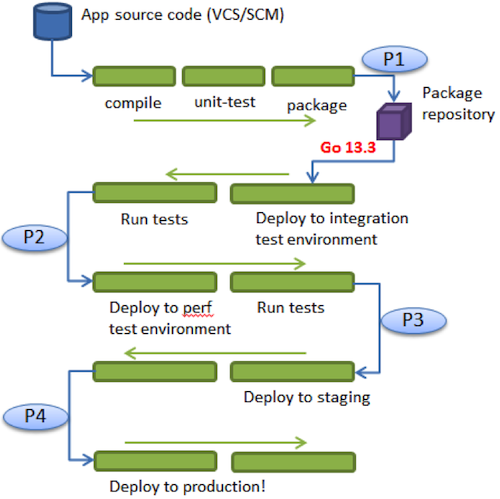 App source code (VCS/SCM)
P1
compile
unit-test
package
Package
repository
Go 13.3
Run tests
Deploy to integration
test environment
P2
Deploy to perf
test environment
Run tests
P3
Deploy to staging
P4
Deploy to production!